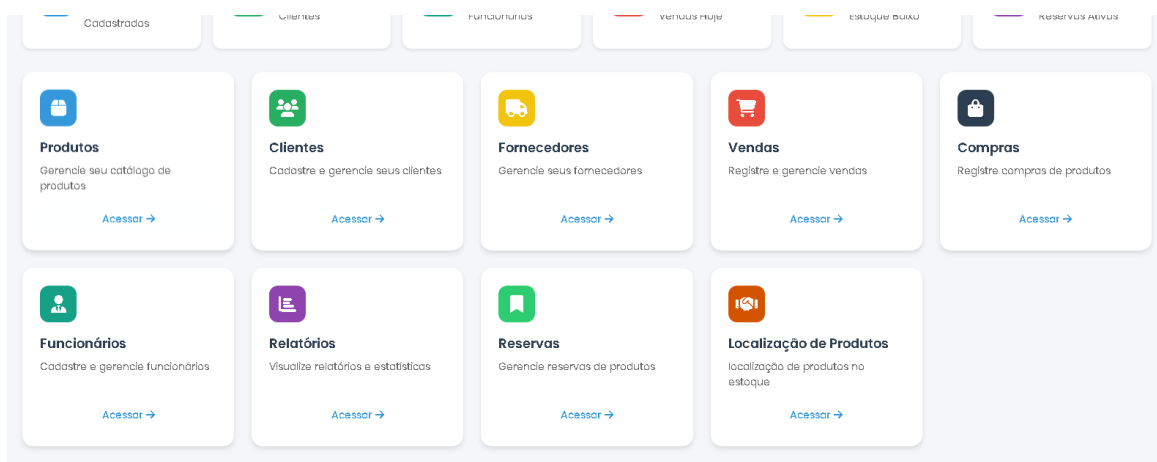 Cadastrados
Clientes
Funcionários
Vendas Hoje
Estoque Baixo
Reservas Ativas
Produtos
Gerencie seu catálogo de
produtos
Acessar →
Clientes
Cadastre e gerencie seus clientes
Acessar →
Fornecedores
Gerencie seus fornecedores
Acessar →
Vendas
Registre e gerencie vendas
Acessar →
Compras
Registre compras de produtos
Acessar →
Funcionários
Cadastre e gerencie funcionários
Acessar →
Relatórios
Visualize relatórios e estatísticas
Acessar →
Reservas
Gerencie reservas de produtos
Acessar →
Localização de Produtos
localização de produtos no
estoque
Acessar →